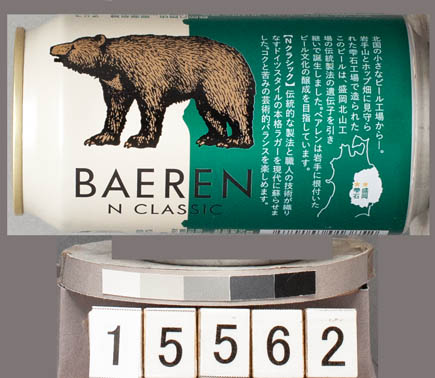 BAEREN
N CLASSIC
北国の小さなビール工場から―。
岩手山とホップ畑に見守ら
れた雫石工場で造られた
このビールは、盛岡北山工
場の伝統製法の遺伝子を引き
継いで誕生しました。ベアレンは岩手に根付いた
ビール文化の醸成を目指しています。
【Nクラシック】伝統的な製法と職人の技術が織り
なすドイツスタイルの本格ラガーを現代に蘇らせま
した。コクと苦みの芸術的バランスを楽しめます。
盛岡
雫石
15562